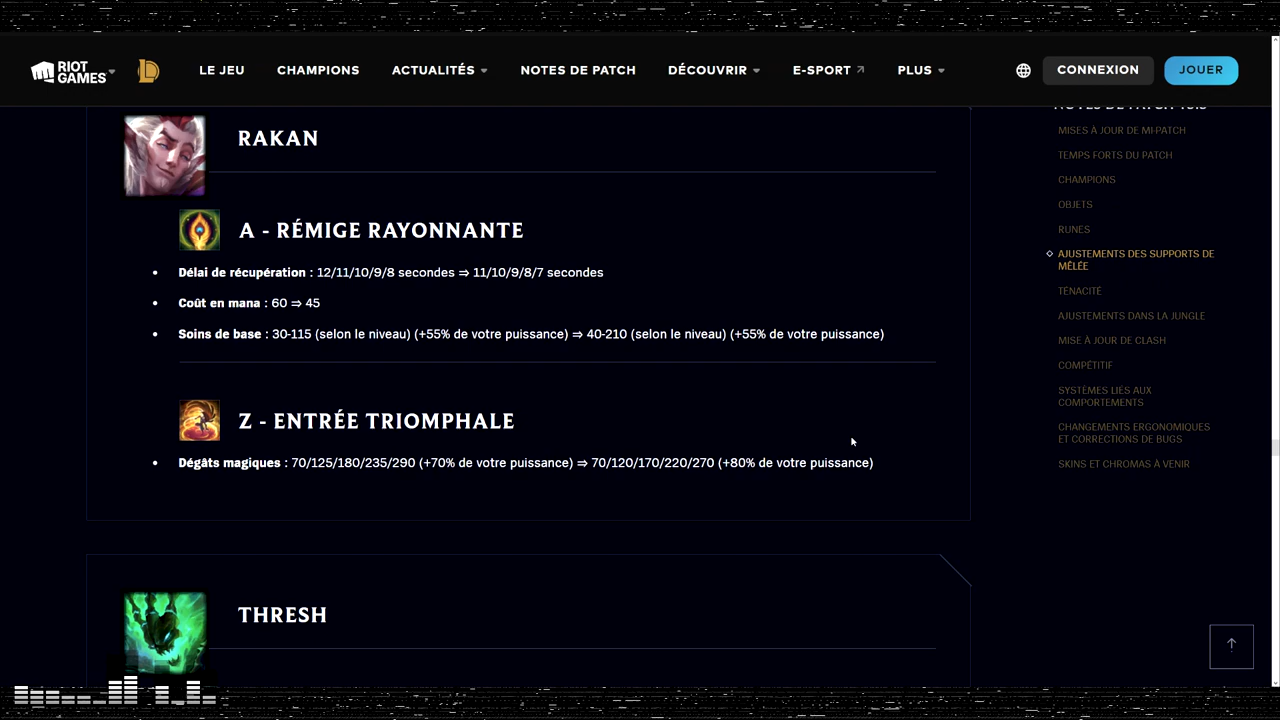 RIOT GAMES
LE JEU
CHAMPIONS
ACTUALITÉS
NOTES DE PATCH
DÉCOUVRIR
E-SPORT
PLUS
CONNEXION
JOUER
RAKAN
A - RÉMIGE RAYONNANTE
• Délai de récupération : 12/11/10/9/8 secondes ⇒ 11/10/9/8/7 secondes
• Coût en mana : 60 ⇒ 45
• Soins de base : 30-115 (selon le niveau) (+55% de votre puissance) ⇒ 40-210 (selon le niveau) (+55% de votre puissance)
Z - ENTRÉE TRIOMPHALE
• Dégâts magiques : 70/125/180/235/290 (+70% de votre puissance) ⇒ 70/120/170/220/270 (+80% de votre puissance)
THRESH
MISES À JOUR DE MI-PATCH
TEMPS FORTS DU PATCH
CHAMPIONS
OBJETS
RUNES
AJUSTEMENTS DES SUPPORTS DE
MÊLÉE
TÉNACITÉ
AJUSTEMENTS DANS LA JUNGLE
MISE À JOUR DE CLASH
COMPÉTITIF
SYSTÈMES LIÉS AUX
COMPORTEMENTS
CHANGEMENTS ERGONOMIQUES
ET CORRECTIONS DE BUGS
SKINS ET CHROMAS À VENIR